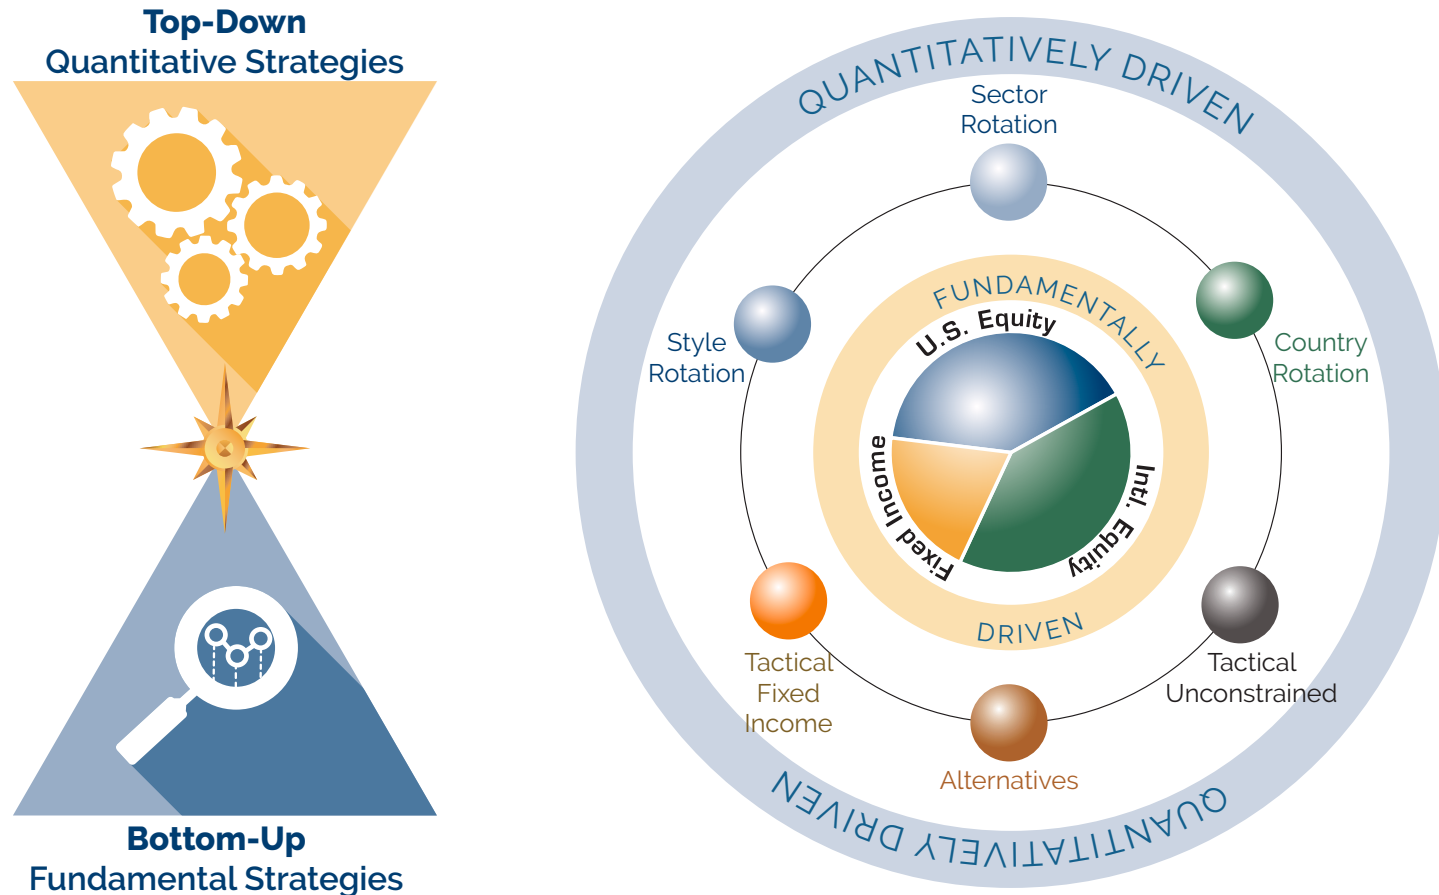 Top-Down
Quantitative Strategies
Bottom-Up
Fundamental Strategies
QUANTITATIVELY DRIVEN
Sector
Rotation
Style
Rotation
Country
Rotation
FUNDAMENTALLY
U.S. Equity
Fixed Income
Intl. Equity
DRIVEN
Tactical
Fixed
Income
Tactical
Unconstrained
Alternatives
QUANTITATIVELY DRIVEN